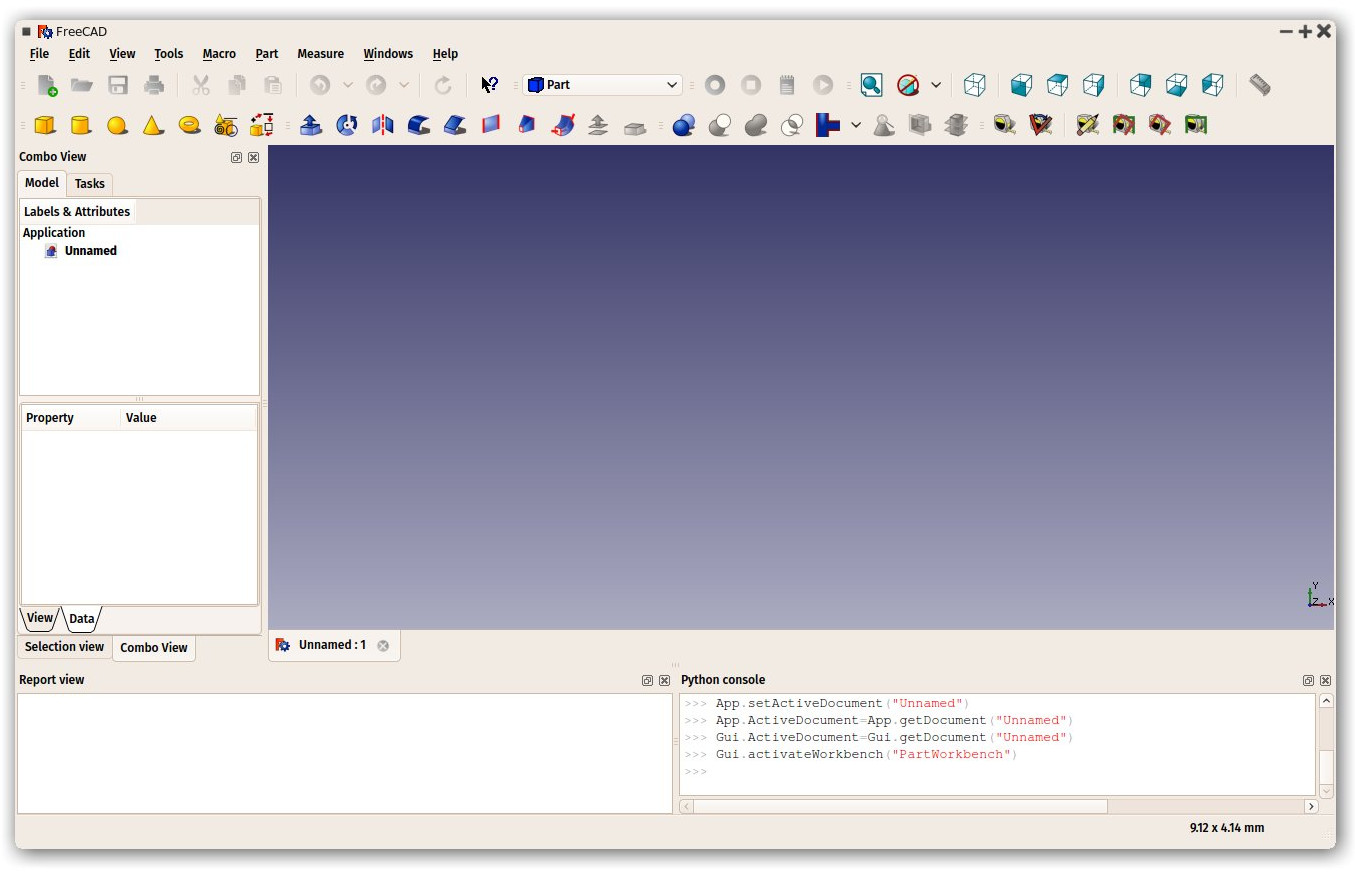 FreeCAD
File Edit View Tools Macro Part Measure Windows Help
Part
Combo View
Model Tasks
Labels & Attributes
Application
Unnamed
Property Value
View Data
Selection view Combo View
Y
Z X
Unnamed : 1
Report view
Python console
>>> App.setActiveDocument("Unnamed")
>>> App.ActiveDocument=App.getDocument("Unnamed")
>>> Gui.ActiveDocument=Gui.getDocument("Unnamed")
>>> Gui.activateWorkbench("PartWorkbench")
>>>
9.12 x 4.14 mm